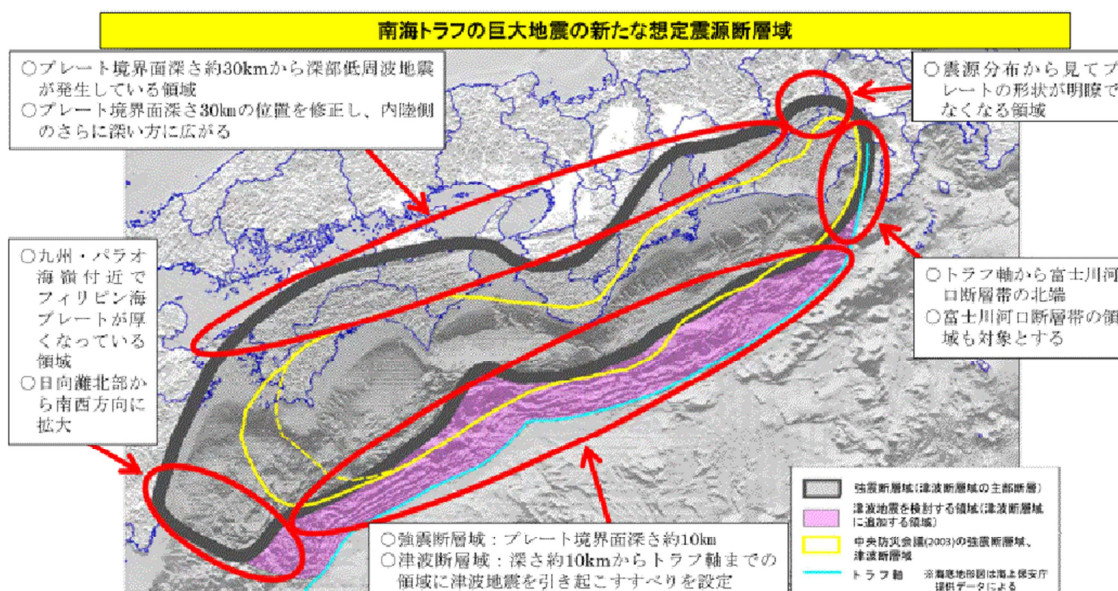 南海トラフの巨大地震の新たな想定震源断層域
○プレート境界面深さ約30kmから深部低周波地震
が発生している領域
○プレート境界面深さ30kmの位置を修正し、内陸側
のさらに深い方に広がる
○震源分布から見てプ
レートの形状が明瞭で
なくなる領域
○九州・パラオ
海嶺付近で
フィリピン海
プレートが厚
くなっている
領域
○日向灘北部か
ら南西方向に
拡大
○トラフ軸から富士川河
口断層帯の北端
○富士川河口断層帯の領
域も対象とする
○強震断層域：プレート境界面深さ約10km
○津波断層域：深さ約10kmからトラフ軸までの
領域に津波地震を引き起こすすべりを設定
強震断層域(津波断層域の主部断層)
津波地震を検討する領域(津波断層域
に追加する領域)
中央防災会議(2003)の強震断層域、
津波断層域
トラフ軸
※海底地形図は海上保安庁
提供データによる